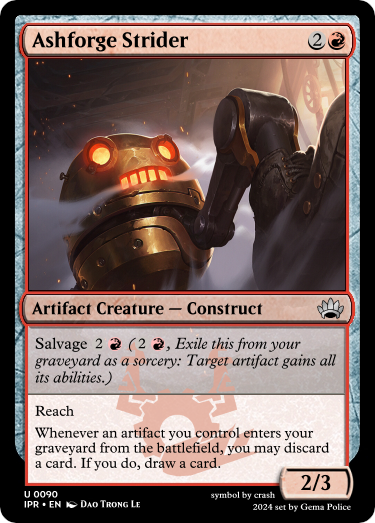 Ashforge Strider 2
Artifact Creature — Construct
Salvage 2 ( 2 , Exile this from your
graveyard as a sorcery: Target artifact gains all
its abilities.)
Reach
Whenever an artifact you control enters your
graveyard from the battlefield, you may discard
a card. If you do, draw a card.
2/3
U 0090
IPR • EN Dao Trong Le
symbol by crash
2024 set by Gema Police